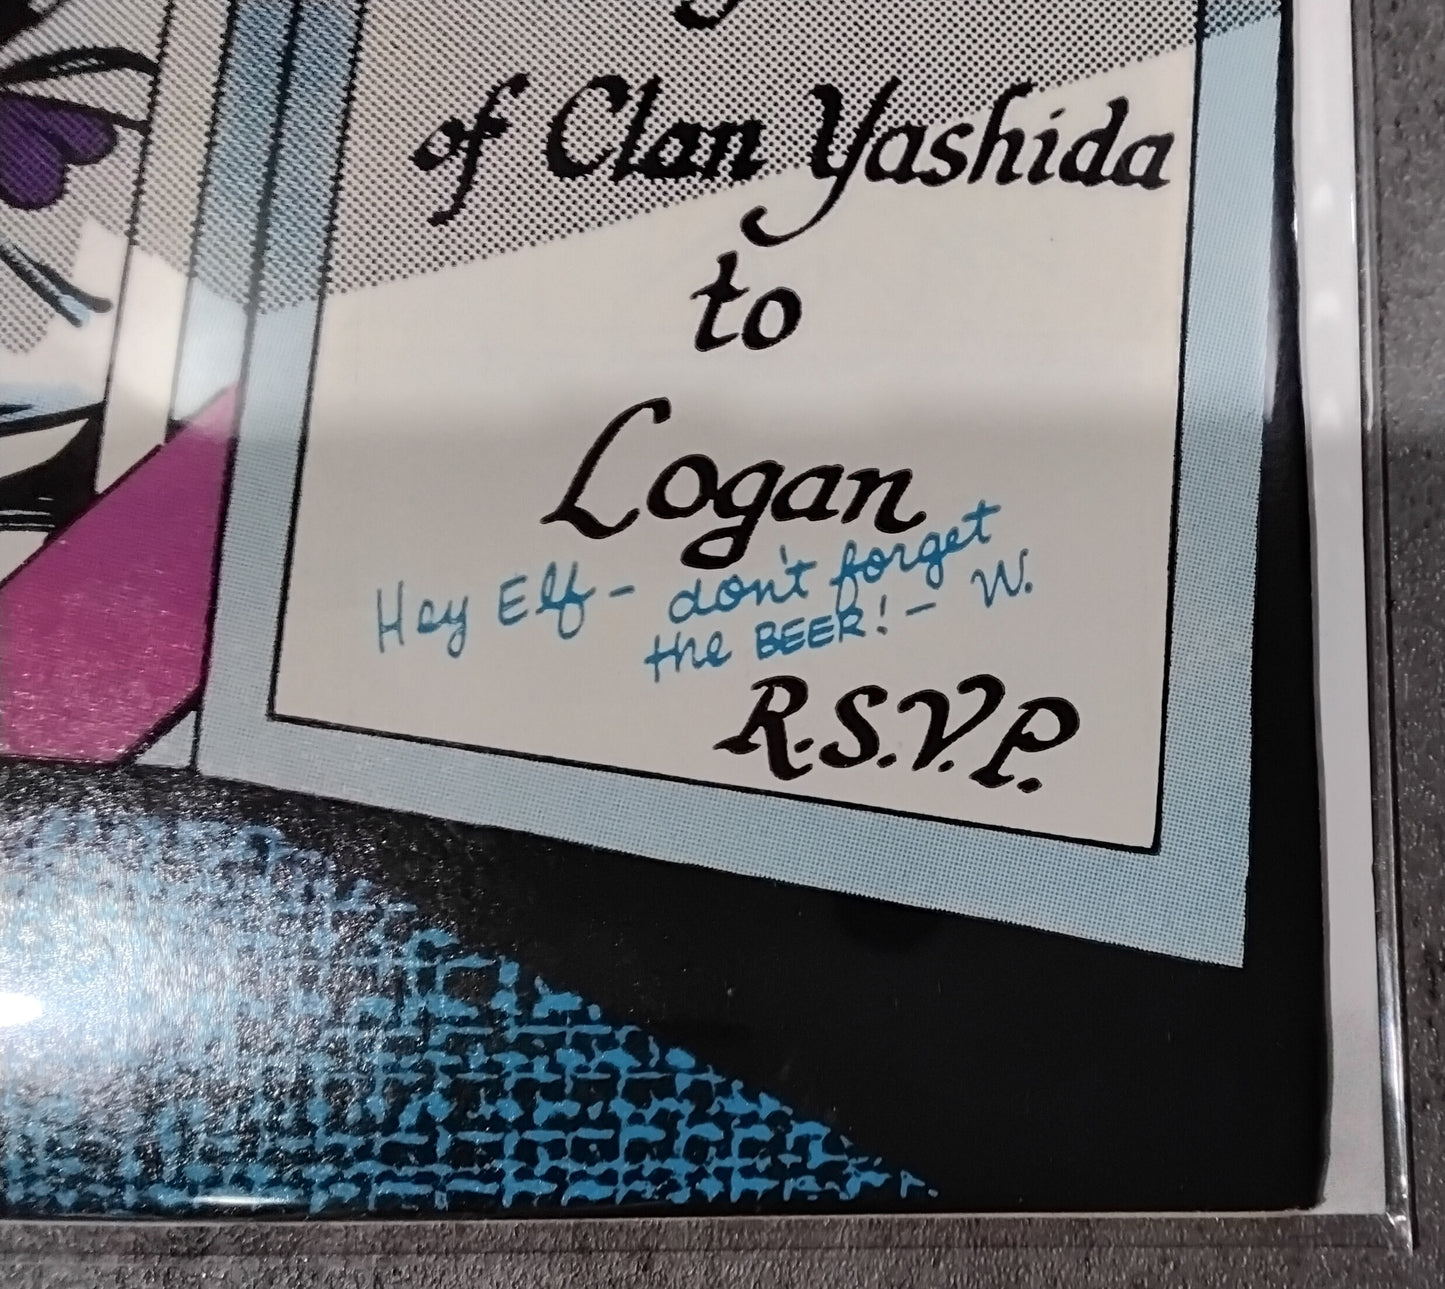 of Clan Yashida
to
Logan
Hey Elf - don't forget
the BEER! - W.
R.S.V.P.